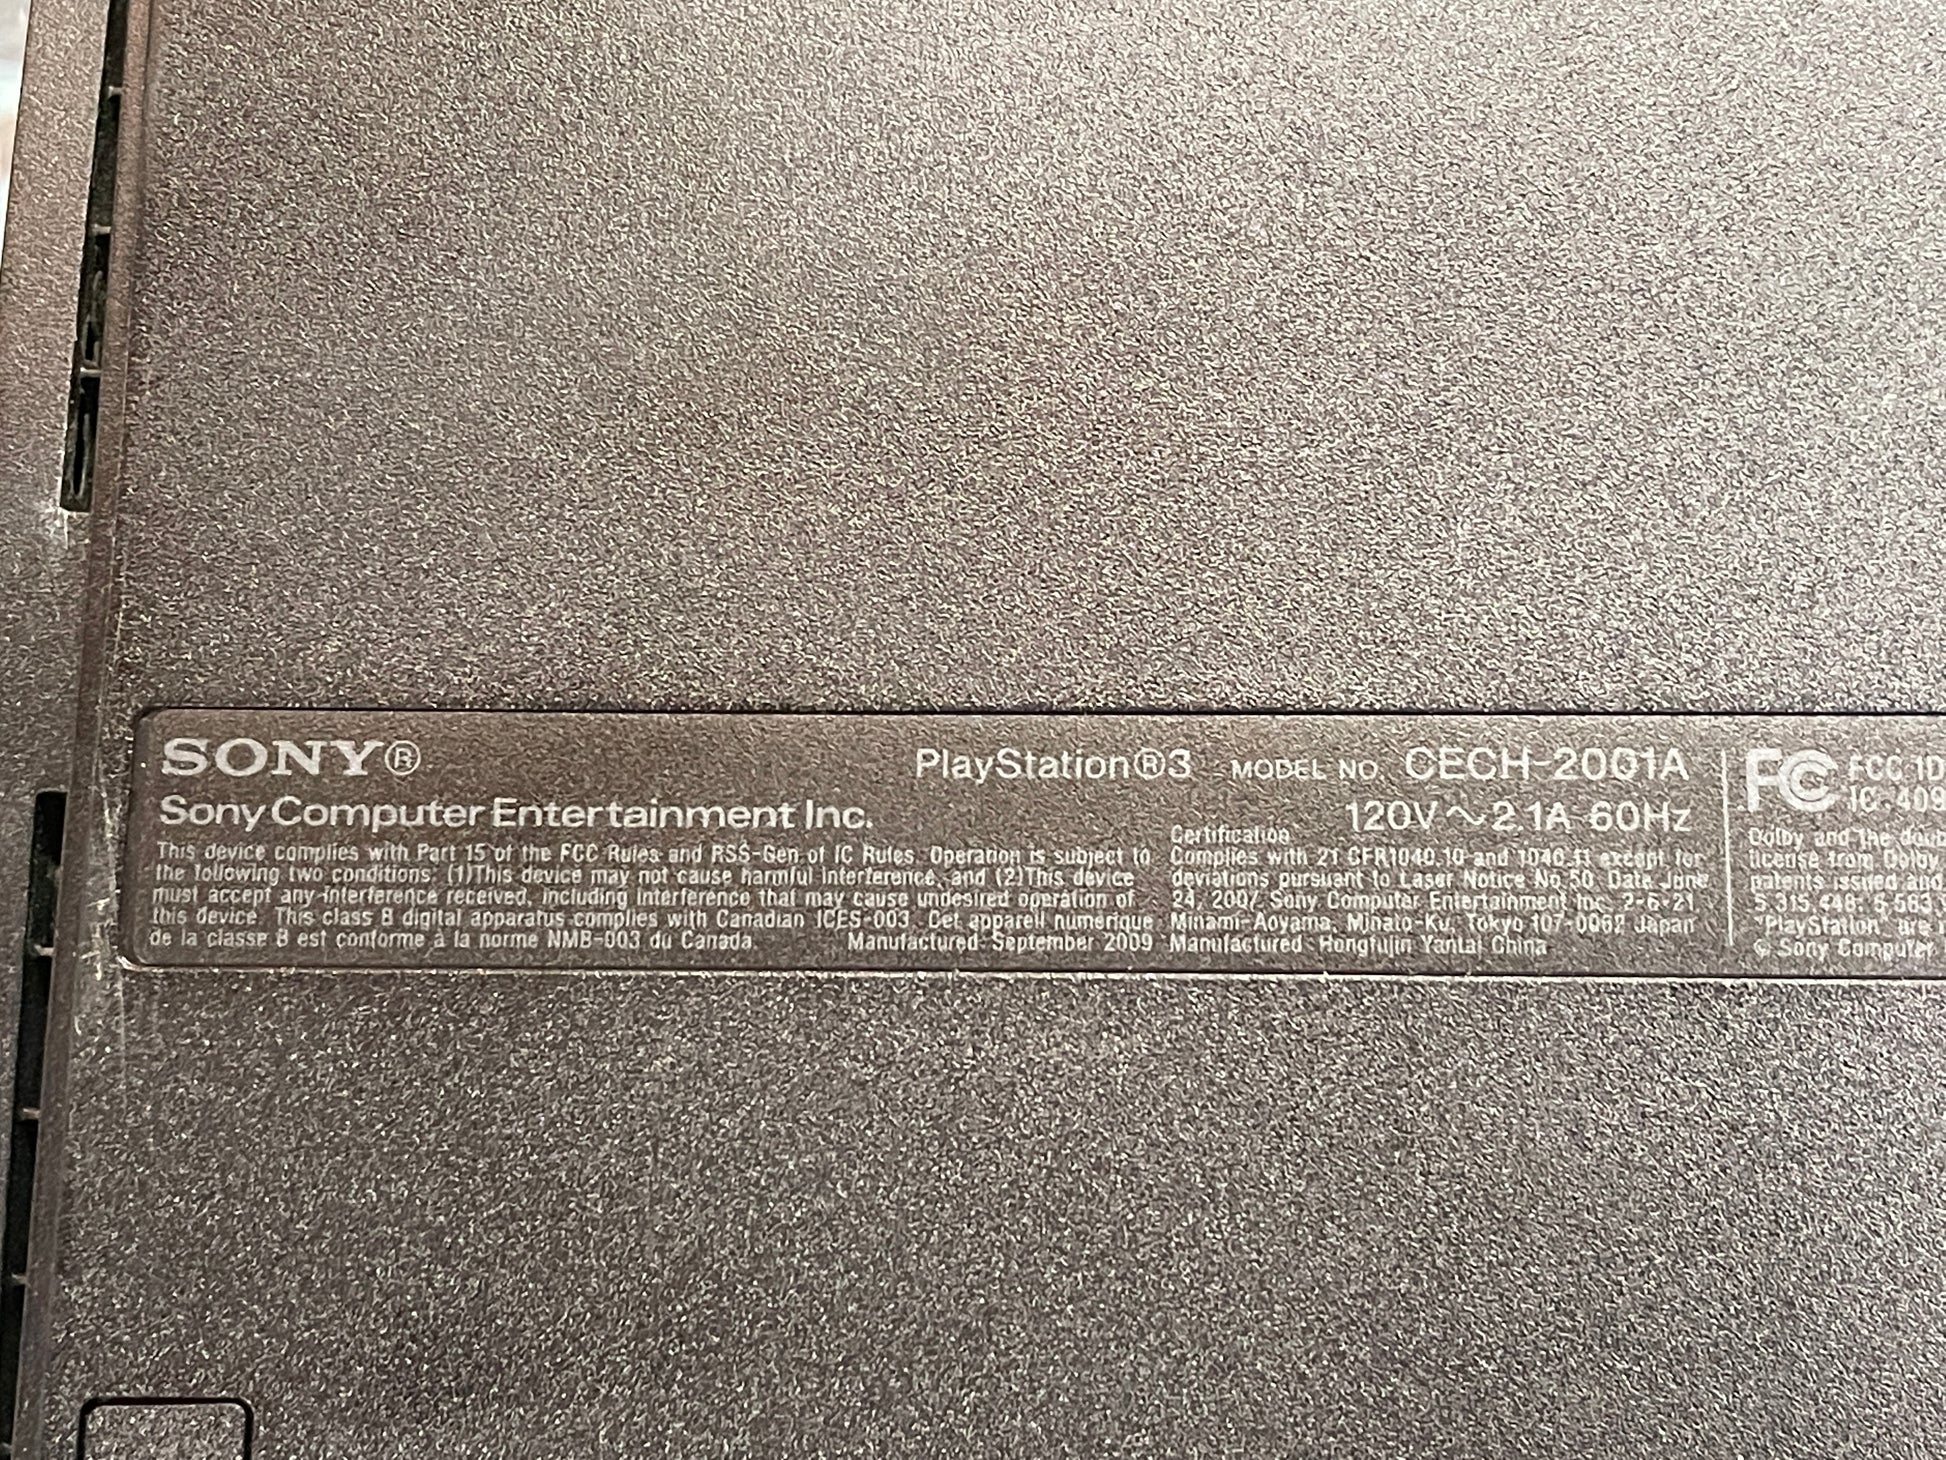 SONY®
PlayStation®3 MODEL NO. CECH-2001A
Sony Computer Entertainment Inc.
120V ~ 2.1A 60Hz
This device complies with Part 15 of the FCC Rules and RSS-Gen of IC Rules. Operation is subject to
the following two conditions: (1)This device may not cause harmful interference, and (2)This device
must accept any interference received, including interference that may cause undesired operation of
this device. This class B digital apparatus complies with Canadian ICES-003. Cet appareil numerique
de la classe B est conforme à la norme NMB-003 du Canada. Manufactured: September 2009
Certification
Complies with 21 CFR1040.10 and 1040.11 except for
deviations pursuant to Laser Notice No.50. Date June
24, 2007. Sony Computer Entertainment Inc. 2-6-21
Minami-Aoyama, Minato-Ku, Tokyo 107-0062 Japan
Manufactured: Hongfujin Yantai China
FC FCC ID
IC: 409
Dolby and the
license from Dolby
patents issued and
5,315,448; 5,563,
"PlayStation" are
© Sony Computer